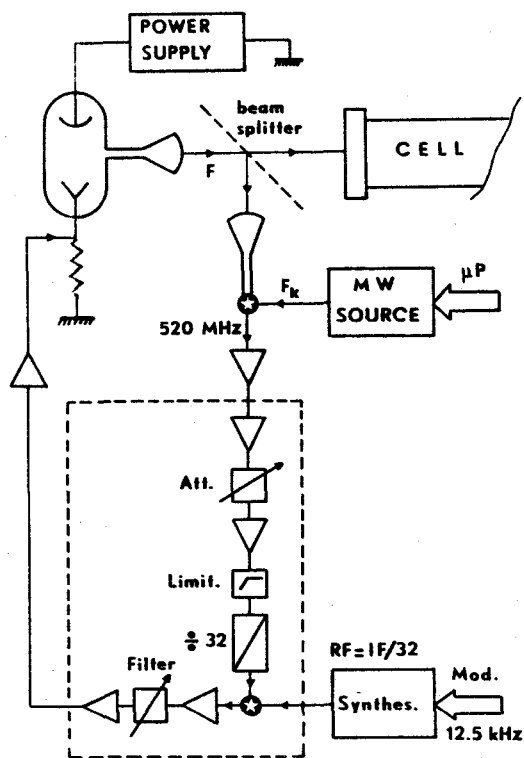 POWER
SUPPLY
beam
splitter
CELL
F
Fk
MW
SOURCE
µP
520 MHz
Att.
Limit.
÷ 32
RF=IF/32
Filter
Synthes.
Mod.
12.5 kHz